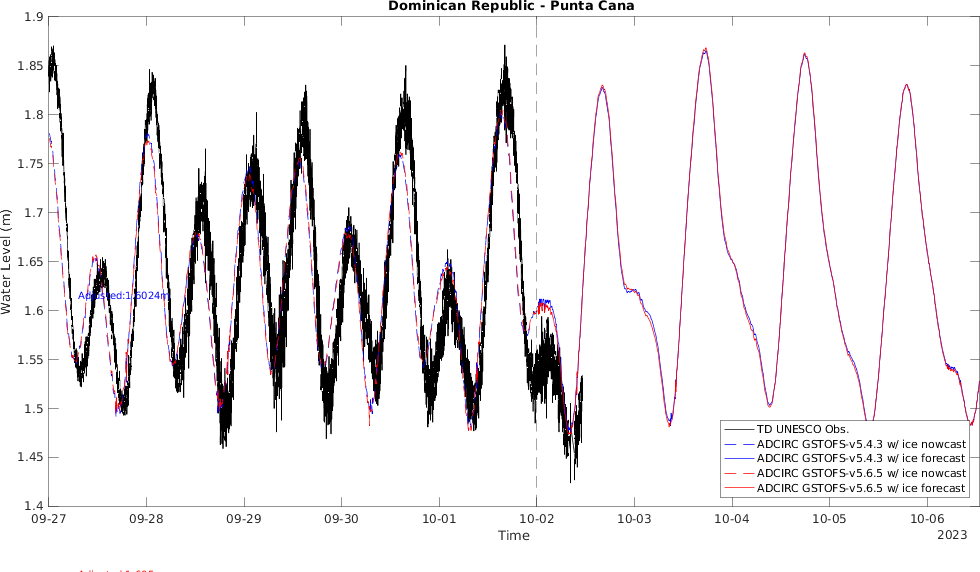 Dominican Republic - Punta Cana
1.9
1.85
1.8
1.75
1.7
1.65
1.6
1.55
1.5
1.45
1.4
Water Level (m)
Adjusted:1.6024m
TD UNESCO Obs.
ADCIRC GSTOFS-v5.4.3 w/ ice nowcast
ADCIRC GSTOFS-v5.4.3 w/ ice forecast
ADCIRC GSTOFS-v5.6.5 w/ ice nowcast
ADCIRC GSTOFS-v5.6.5 w/ ice forecast
09-27 09-28 09-29 09-30 10-01 10-02 10-03 10-04 10-05 10-06
2023
Time